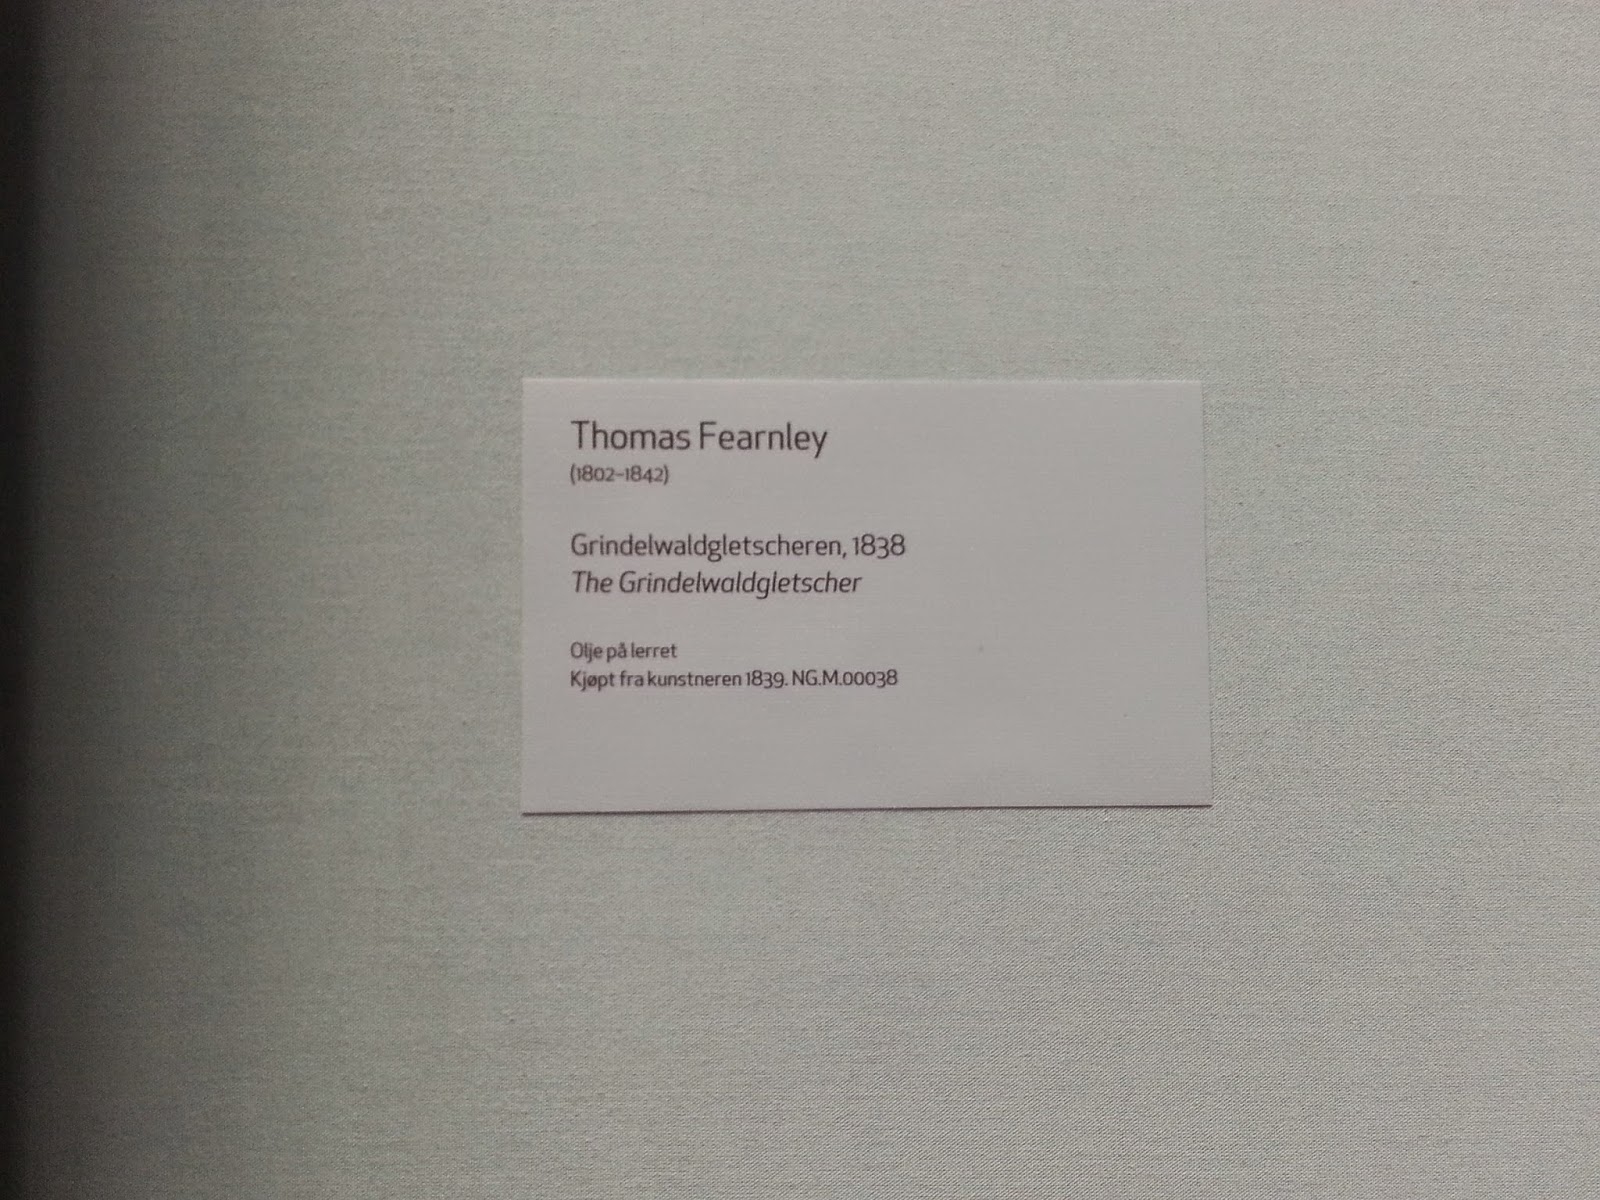 Thomas Fearnley
(1802–1842)
Grindelwaldgletscheren, 1838
The Grindelwaldgletscher
Olje på lerret
Kjøpt fra kunstneren 1839. NG.M.00038